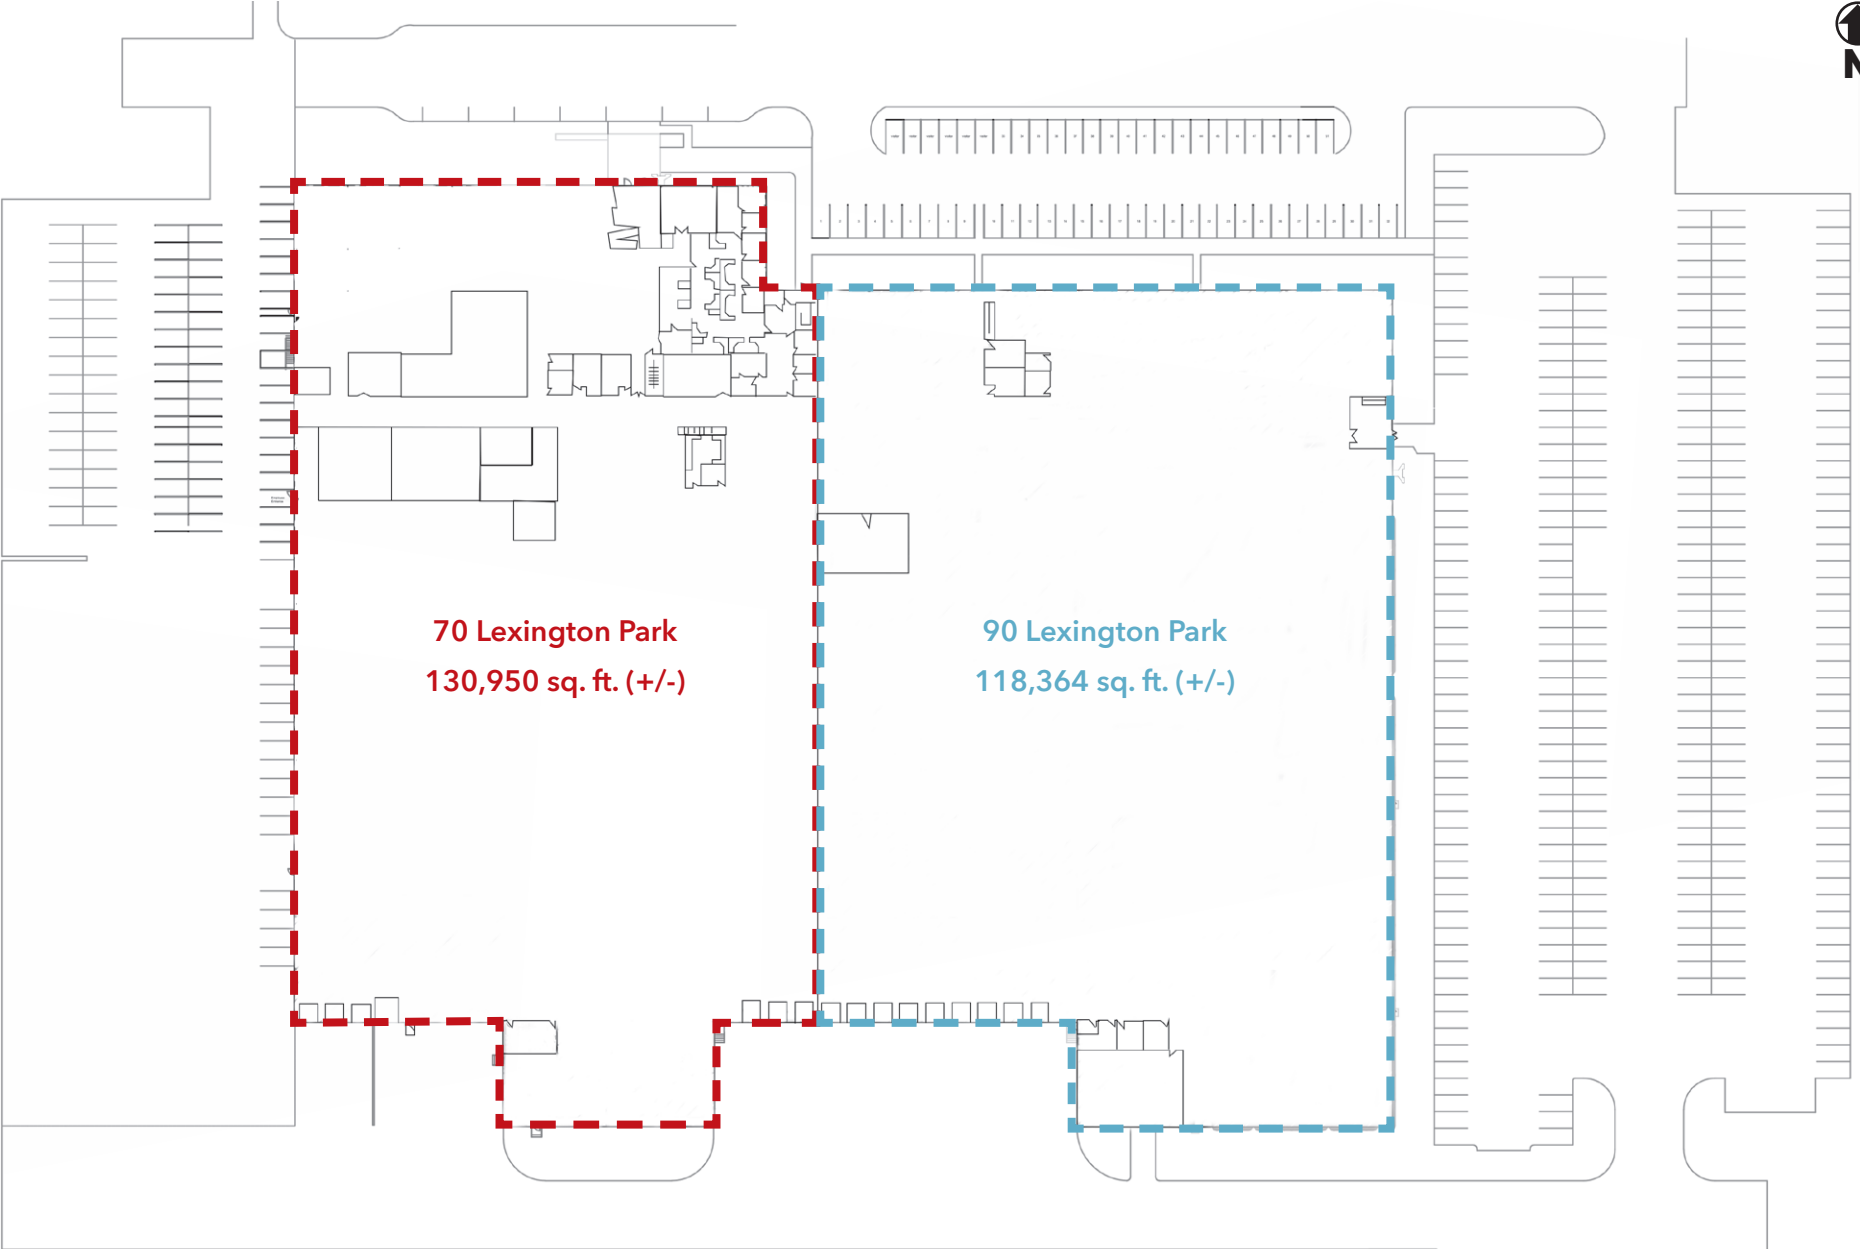 N
70 Lexington Park
130,950 sq. ft. (+/-)
90 Lexington Park
118,364 sq. ft. (+/-)